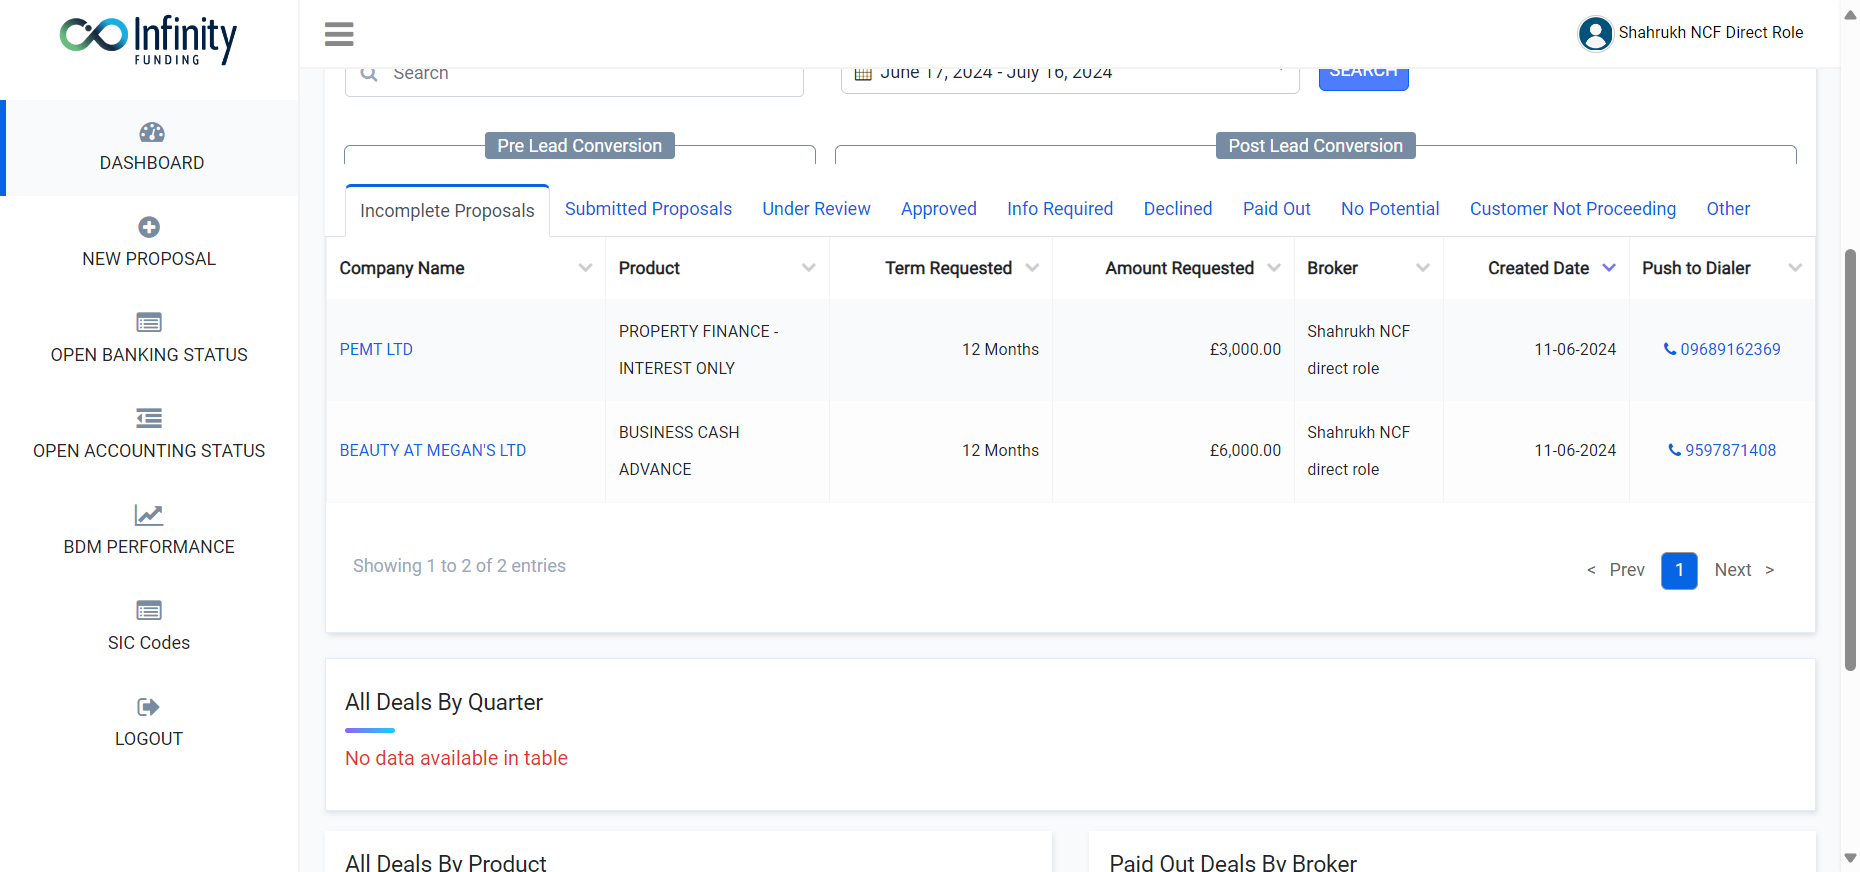 Infinity
FUNDING
Shahrukh NCF Direct Role
DASHBOARD
NEW PROPOSAL
OPEN BANKING STATUS
OPEN ACCOUNTING STATUS
BDM PERFORMANCE
SIC Codes
LOGOUT
Search
June 17, 2024 - July 16, 2024
SEARCH
Pre Lead Conversion
Post Lead Conversion
Incomplete Proposals Submitted Proposals Under Review Approved Info Required Declined Paid Out No Potential Customer Not Proceeding Other
Company Name Product Term Requested Amount Requested Broker Created Date Push to Dialer
PEMT LTD
PROPERTY FINANCE -
INTEREST ONLY
12 Months
£3,000.00
Shahrukh NCF
direct role
11-06-2024
09689162369
BEAUTY AT MEGAN'S LTD
BUSINESS CASH
ADVANCE
12 Months
£6,000.00
Shahrukh NCF
direct role
11-06-2024
9597871408
Showing 1 to 2 of 2 entries
< Prev 1 Next >
All Deals By Quarter
No data available in table
All Deals By Product
Paid Out Deals By Broker